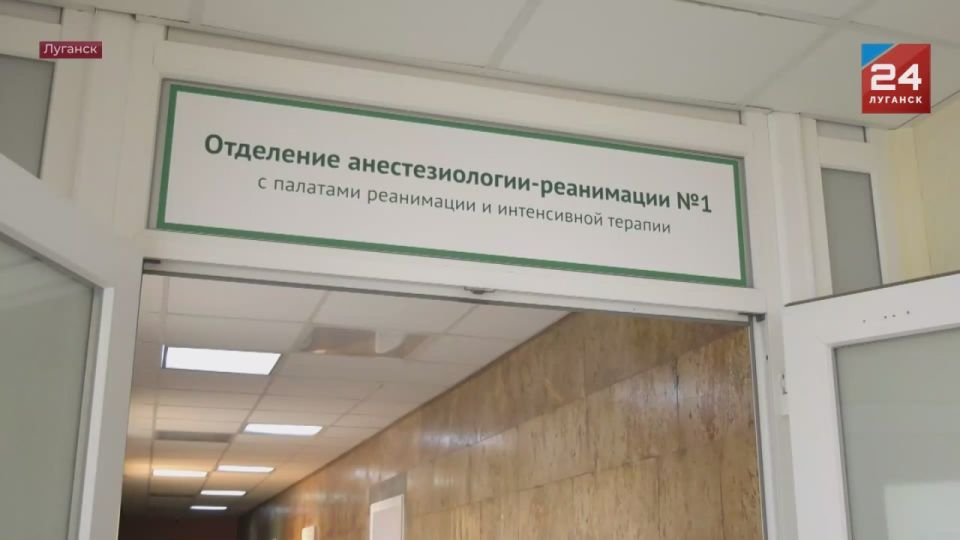 Луганск
24
ЛУГАНСК
Отделение анестезиологии-реанимации №1
с палатами реанимации и интенсивной терапии